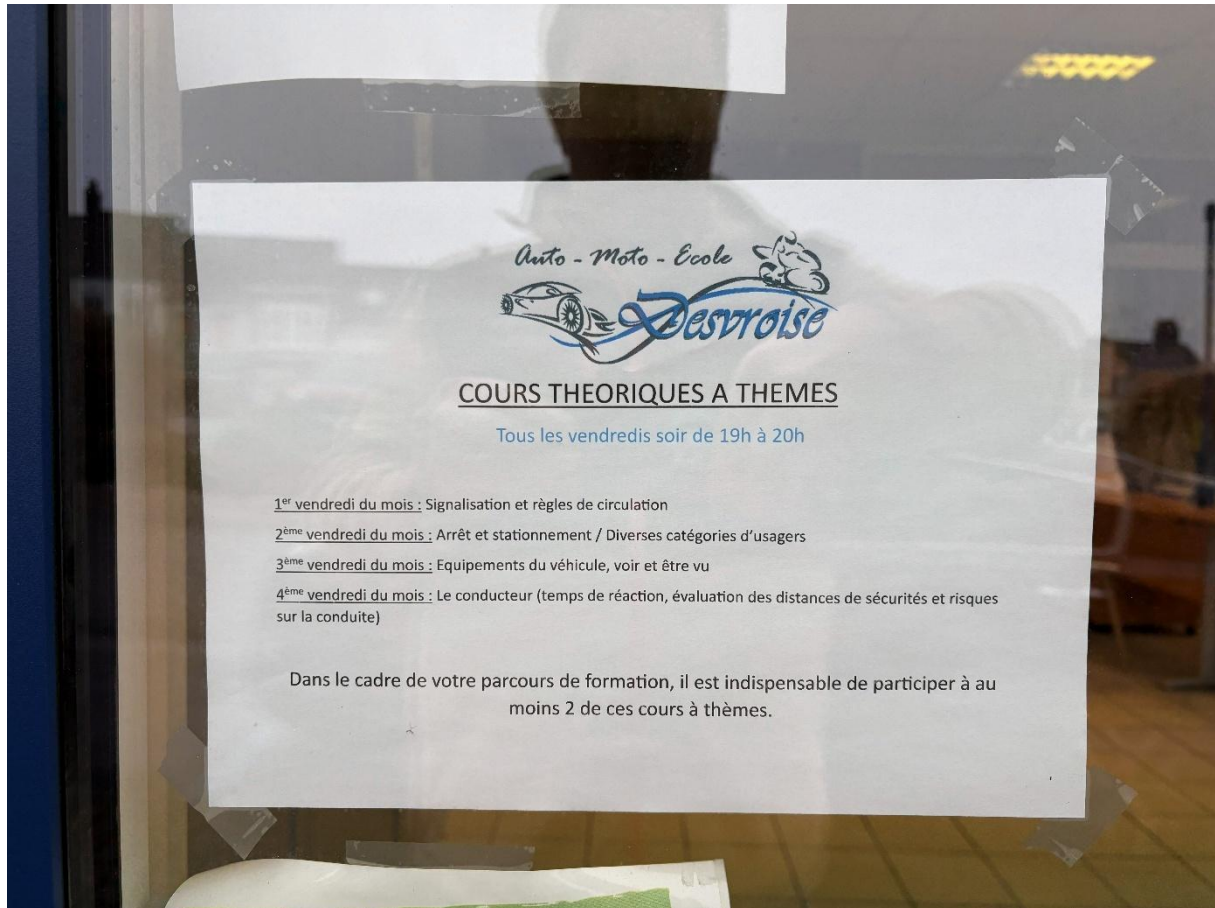 Auto - Moto - Ecole
Desvroise
COURS THEORIQUES A THEMES
Tous les vendredis soir de 19h à 20h
1er vendredi du mois : Signalisation et règles de circulation
2ème vendredi du mois : Arrêt et stationnement / Diverses catégories d'usagers
3ème vendredi du mois : Equipements du véhicule, voir et être vu
4ème vendredi du mois : Le conducteur (temps de réaction, évaluation des distances de sécurités et risques
sur la conduite)
Dans le cadre de votre parcours de formation, il est indispensable de participer à au
moins 2 de ces cours à thèmes.